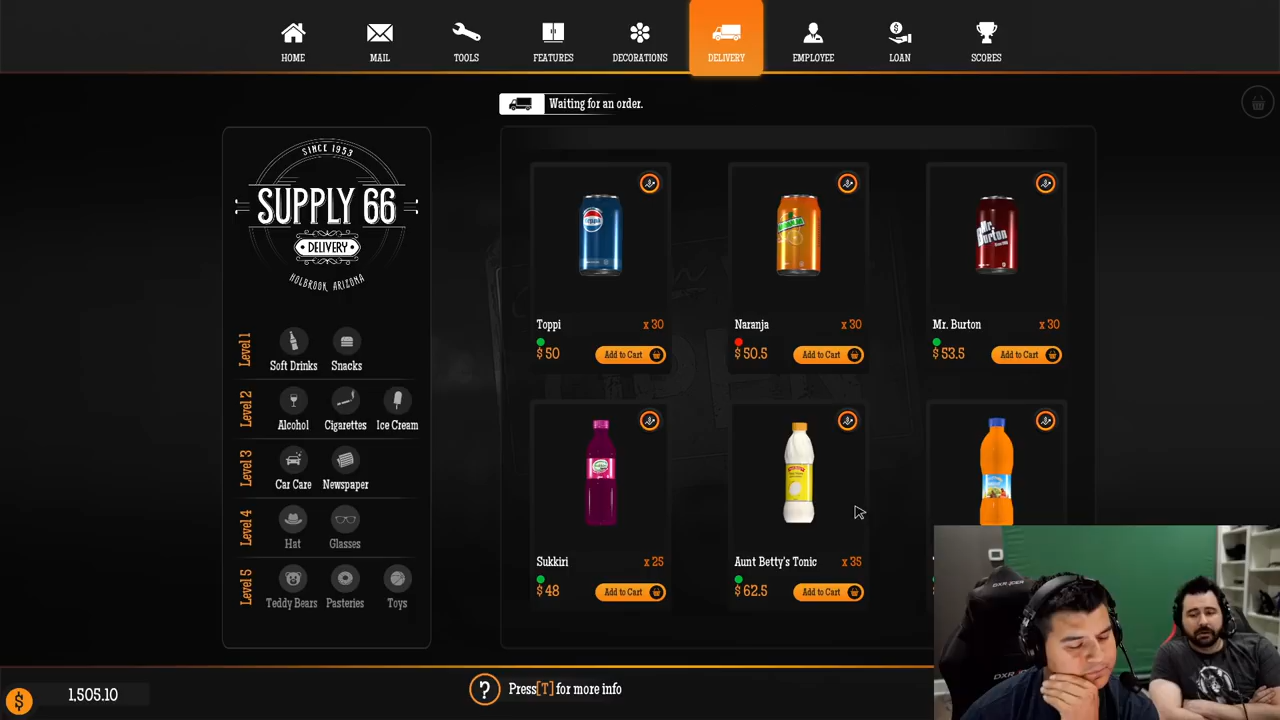 HOME
MAIL
TOOLS
FEATURES
DECORATIONS
DELIVERY
EMPLOYEE
LOAN
SCORES
Waiting for an order.
SINCE 1953
SUPPLY 66
DELIVERY
HOLBROOK, ARIZONA
Level 1
Soft Drinks
Snacks
Level 2
Alcohol
Cigarettes
Ice Cream
Level 3
Car Care
Newspaper
Level 4
Hat
Glasses
Level 5
Teddy Bears
Pasteries
Toys
Toppi x 30
$ 50 Add to Cart
Naranja x 30
$ 50.5 Add to Cart
Mr. Burton
Mr. Burton x 30
$ 53.5 Add to Cart
Sukkiri x 25
$ 48 Add to Cart
Aunt Betty's Tonic x 35
$ 62.5 Add to Cart
$ 1,505.10
? Press [T] for more info
DXRACER
DXRACER